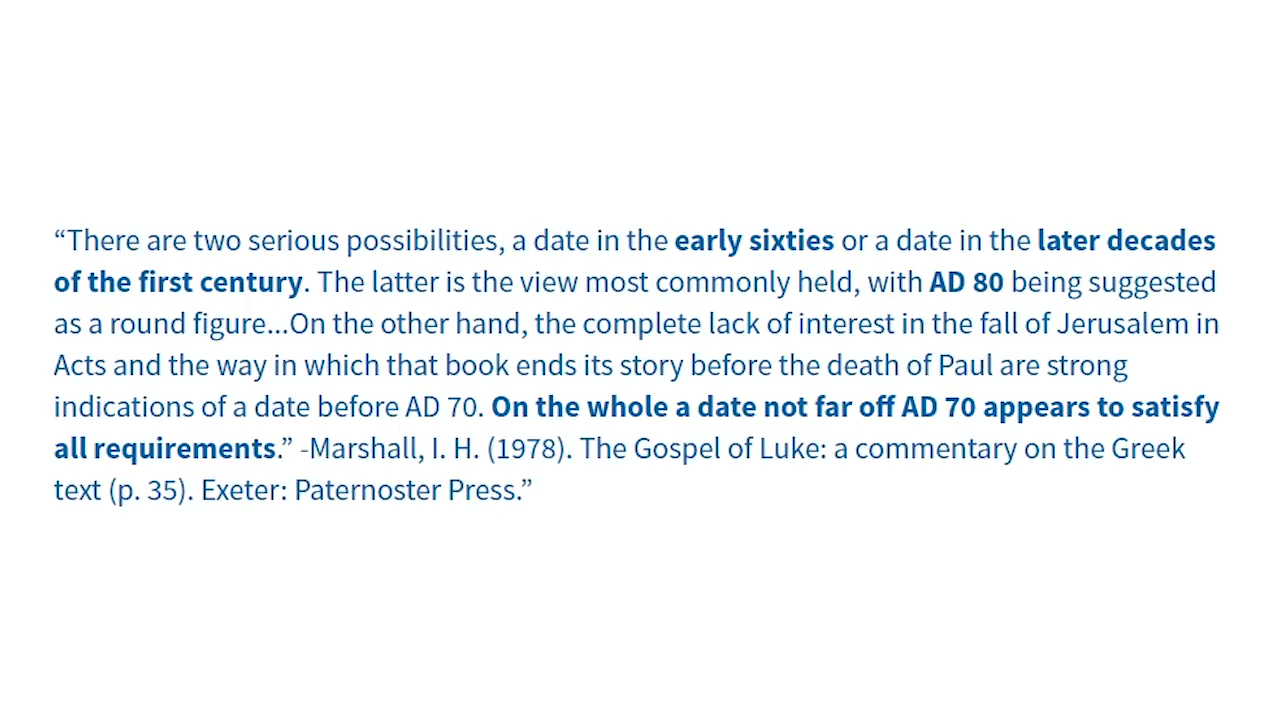 “There are two serious possibilities, a date in the early sixties or a date in the later decades
of the first century. The latter is the view most commonly held, with AD 80 being suggested
as a round figure...On the other hand, the complete lack of interest in the fall of Jerusalem in
Acts and the way in which that book ends its story before the death of Paul are strong
indications of a date before AD 70. On the whole a date not far off AD 70 appears to satisfy
all requirements.” -Marshall, I. H. (1978). The Gospel of Luke: a commentary on the Greek
text (p. 35). Exeter: Paternoster Press.”